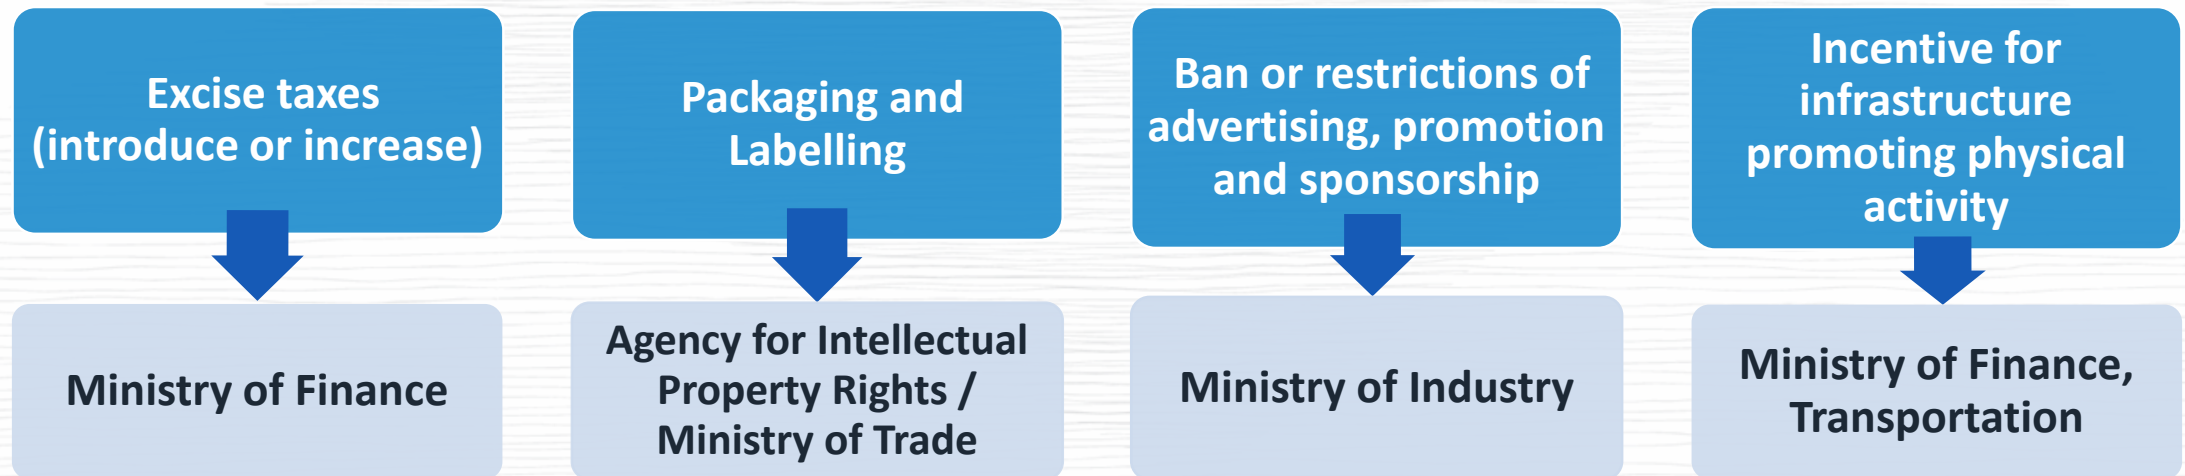 Excise taxes
(introduce or increase)
Packaging and
Labelling
Ban or restrictions of
advertising, promotion
and sponsorship
Incentive for
infrastructure
promoting physical
activity
Ministry of Finance
Agency for Intellectual
Property Rights /
Ministry of Trade
Ministry of Industry
Ministry of Finance,
Transportation